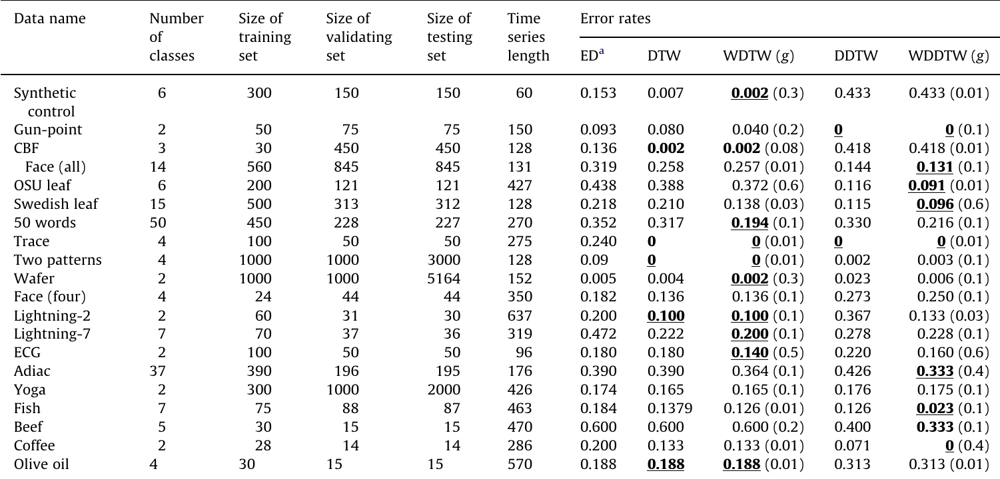 Data name Number Size of Size of Size of Time Error rates
of training validating testing series
classes set set set length EDa DTW WDTW (g) DDTW WDDTW (g)
Synthetic 6 300 150 150 60 0.153 0.007 0.002 (0.3) 0.433 0.433 (0.01)
control
Gun-point 2 50 75 75 150 0.093 0.080 0.040 (0.2) 0 0 (0.1)
CBF 3 30 450 450 128 0.136 0.002 0.002 (0.08) 0.418 0.418 (0.01)
Face (all) 14 560 845 845 131 0.319 0.258 0.257 (0.01) 0.144 0.131 (0.1)
OSU leaf 6 200 121 121 427 0.438 0.388 0.372 (0.6) 0.116 0.091 (0.01)
Swedish leaf 15 500 313 312 128 0.218 0.210 0.138 (0.03) 0.115 0.096 (0.6)
50 words 50 450 228 227 270 0.352 0.317 0.194 (0.1) 0.330 0.216 (0.1)
Trace 4 100 50 50 275 0.240 0 0 (0.01) 0 0 (0.01)
Two patterns 4 1000 1000 3000 128 0.09 0 0 (0.01) 0.002 0.003 (0.1)
Wafer 2 1000 1000 5164 152 0.005 0.004 0.002 (0.3) 0.023 0.006 (0.1)
Face (four) 4 24 44 44 350 0.182 0.136 0.136 (0.1) 0.273 0.250 (0.1)
Lightning-2 2 60 31 30 637 0.200 0.100 0.100 (0.1) 0.367 0.133 (0.03)
Lightning-7 7 70 37 36 319 0.472 0.222 0.200 (0.1) 0.278 0.228 (0.1)
ECG 2 100 50 50 96 0.180 0.180 0.140 (0.5) 0.220 0.160 (0.6)
Adiac 37 390 196 195 176 0.390 0.390 0.364 (0.1) 0.426 0.333 (0.4)
Yoga 2 300 1000 2000 426 0.174 0.165 0.165 (0.1) 0.176 0.175 (0.1)
Fish 7 75 88 87 463 0.184 0.1379 0.126 (0.01) 0.126 0.023 (0.1)
Beef 5 30 15 15 470 0.600 0.600 0.600 (0.2) 0.400 0.333 (0.1)
Coffee 2 28 14 14 286 0.200 0.133 0.133 (0.01) 0.071 0 (0.4)
Olive oil 4 30 15 15 570 0.188 0.188 0.188 (0.01) 0.313 0.313 (0.01)